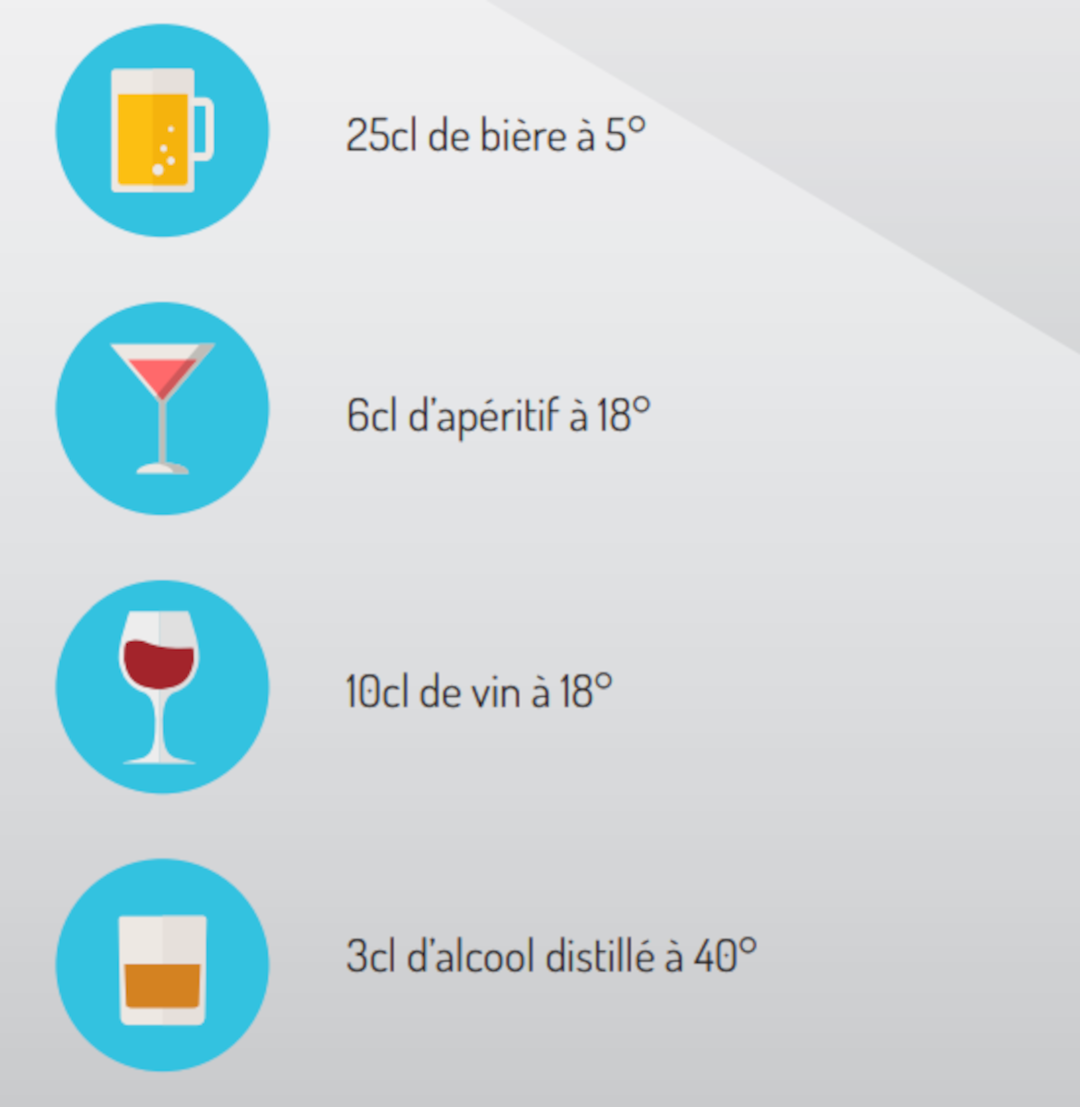 25cl de bière à 5°
6cl d'apéritif à 18°
10cl de vin à 18°
3cl d'alcool distillé à 40°